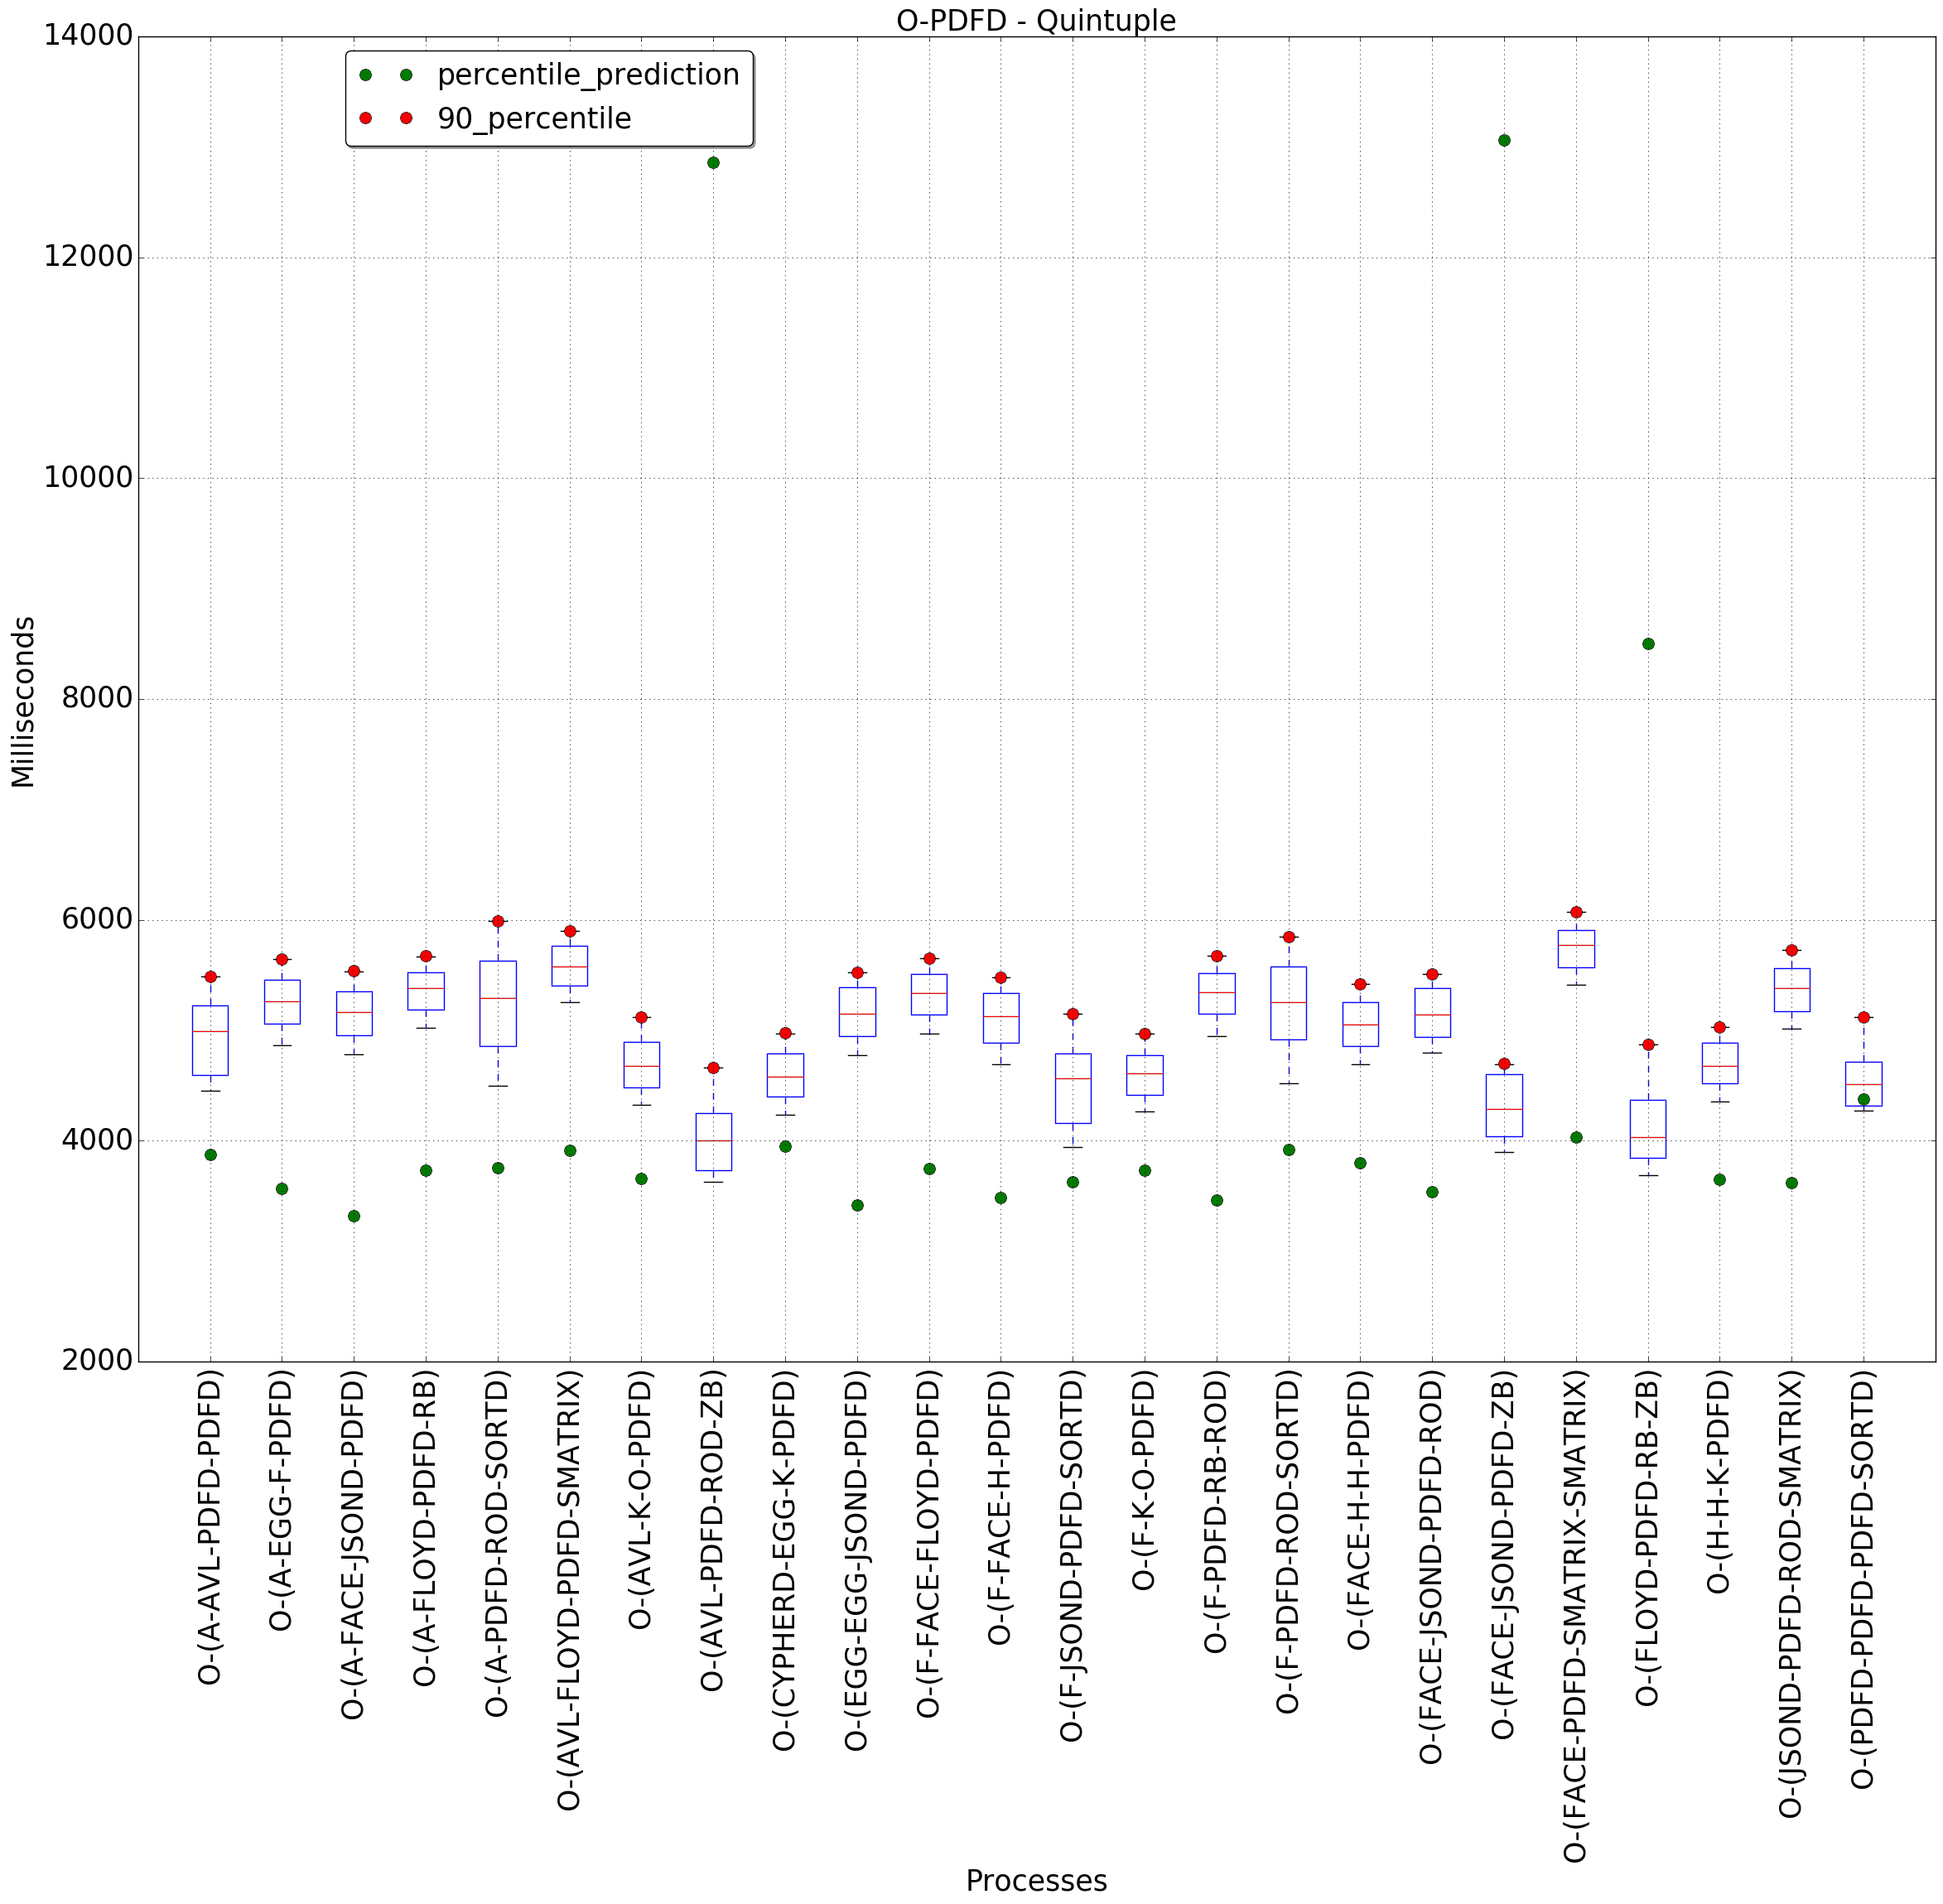 O-PDFD - Quintuple
percentile_prediction
90_percentile
14000
12000
10000
8000
6000
4000
2000
Milliseconds
O-(A-AVL-PDFD-PDFD)
O-(A-EGG-F-PDFD)
O-(A-FACE-JSOND-PDFD)
O-(A-FLOYD-PDFD-RB)
O-(A-PDFD-ROD-SORTD)
O-(AVL-FLOYD-PDFD-SMATRIX)
O-(AVL-K-O-PDFD)
O-(AVL-PDFD-ROD-ZB)
O-(CYPHERD-EGG-K-PDFD)
O-(EGG-EGG-JSOND-PDFD)
O-(F-FACE-FLOYD-PDFD)
O-(F-FACE-H-PDFD)
O-(F-JSOND-PDFD-SORTD)
O-(F-K-O-PDFD)
O-(F-PDFD-RB-ROD)
O-(F-PDFD-ROD-SORTD)
O-(FACE-H-H-PDFD)
O-(FACE-JSOND-PDFD-ROD)
O-(FACE-JSOND-PDFD-ZB)
O-(FACE-PDFD-SMATRIX-SMATRIX)
O-(FLOYD-PDFD-RB-ZB)
O-(H-H-K-PDFD)
O-(JSOND-PDFD-ROD-SMATRIX)
O-(PDFD-PDFD-PDFD-SORTD)
Processes